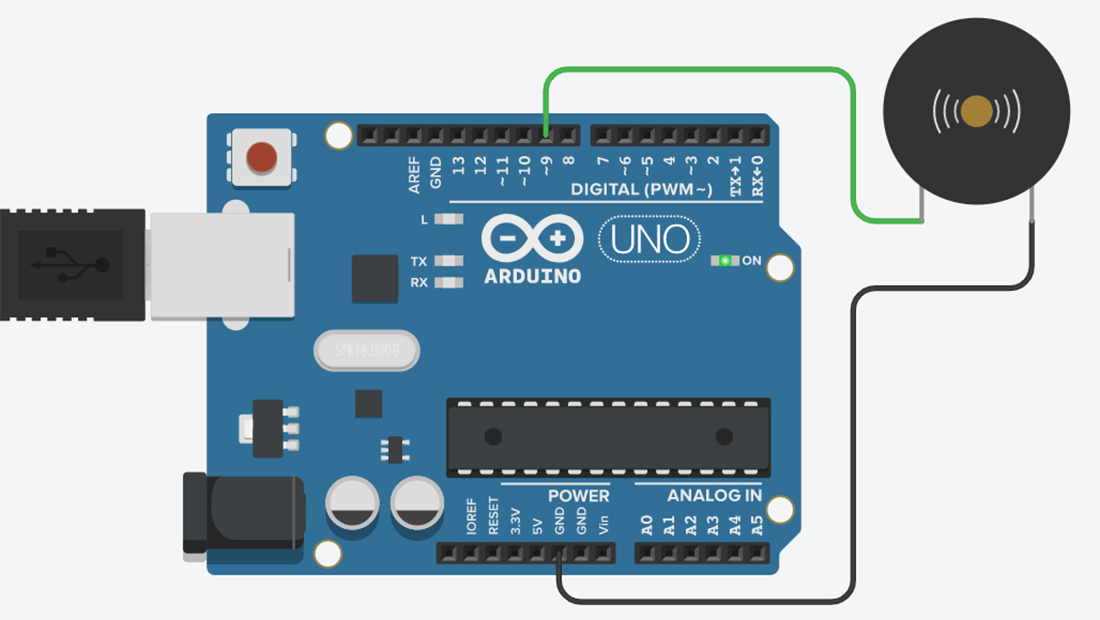 AREF GND 13 12 ~11 ~10 ~9 8 7 ~6 ~5 4 ~3 2 TX→1 RX←0
DIGITAL (PWM~)
L
UNO
TX
ON
ARDUINO
RX
SPK16.000G
POWER
ANALOG IN
IOREF RESET 3.3V 5V GND GND Vin A0 A1 A2 A3 A4 A5